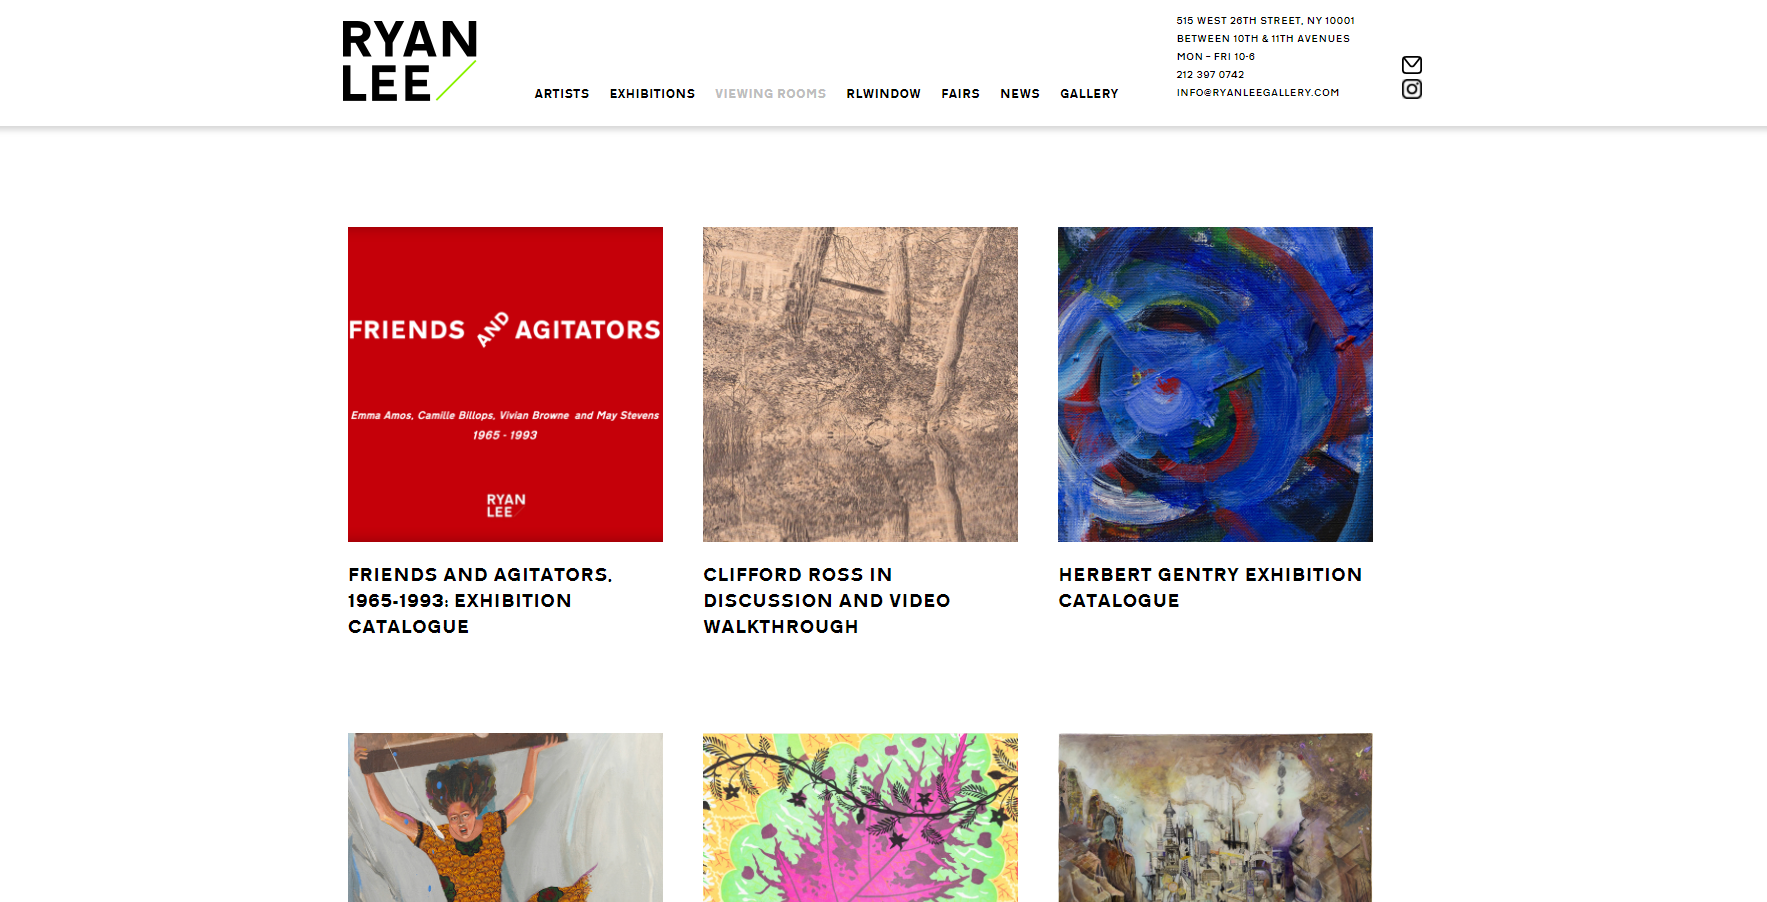 RYAN
LEE
ARTISTS EXHIBITIONS VIEWING ROOMS RLWINDOW FAIRS NEWS GALLERY
515 WEST 26TH STREET, NY 10001
BETWEEN 10TH & 11TH AVENUES
MON – FRI 10-6
212 397 0742
INFO@RYANLEEGALLERY.COM
FRIENDS AND AGITATORS
Emma Amos, Camille Billops, Vivian Browne and May Stevens
1965 - 1993
RYAN
LEE
FRIENDS AND AGITATORS,
1965-1993: EXHIBITION
CATALOGUE
CLIFFORD ROSS IN
DISCUSSION AND VIDEO
WALKTHROUGH
HERBERT GENTRY EXHIBITION
CATALOGUE